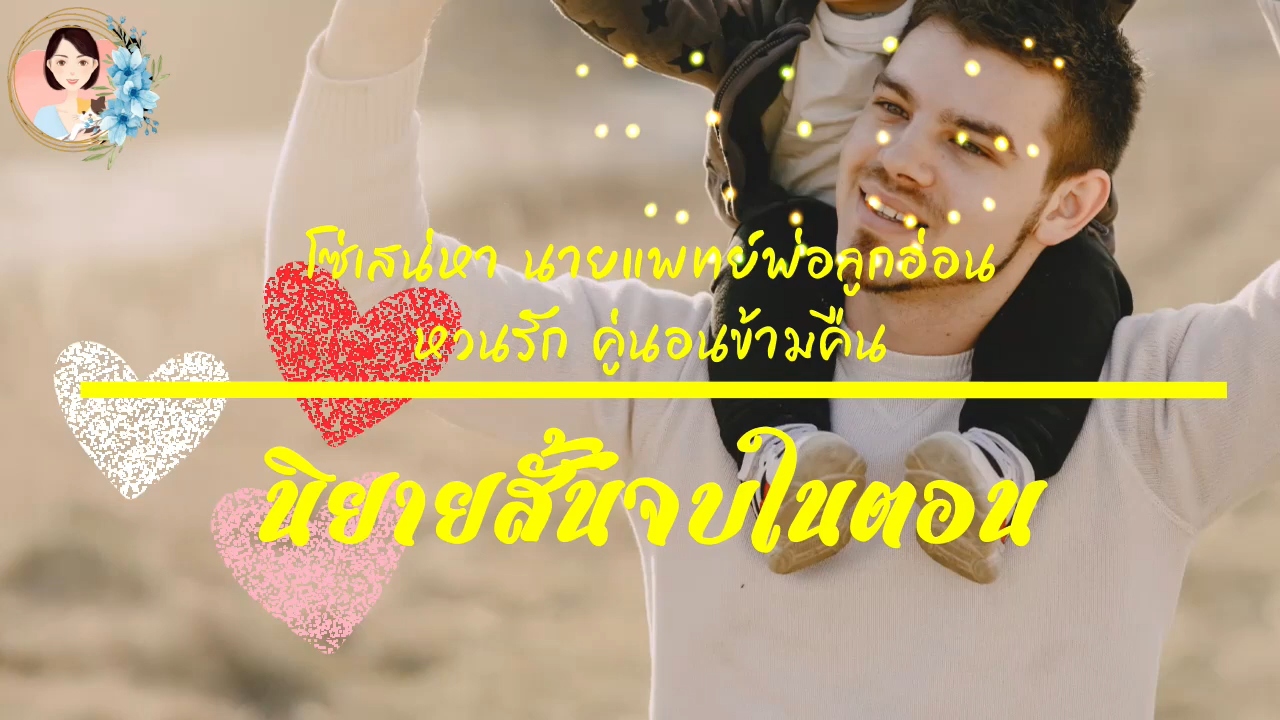 โซ่เสน่หา นายแพทย์พ่อลูกอ่อน
หวนรัก คู่นอนข้ามคืน
นิยายสั้นจบในตอน